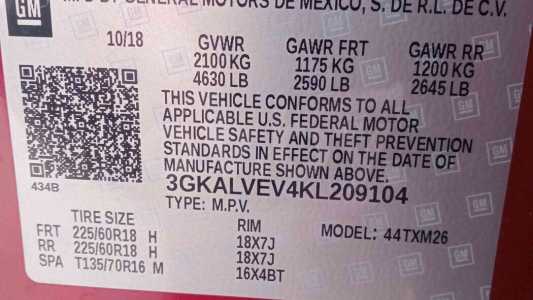 GM
MFD BY GENERAL MOTORS DE MEXICO, S. DE R.L. DE C.V.
10/18 GVWR GAWR FRT GAWR RR
2100 KG 1175 KG 1200 KG
4630 LB 2590 LB 2645 LB
THIS VEHICLE CONFORMS TO ALL
APPLICABLE U.S. FEDERAL MOTOR
VEHICLE SAFETY AND THEFT PREVENTION
STANDARDS IN EFFECT ON THE DATE OF
MANUFACTURE SHOWN ABOVE.
434B
3GKALVEV4KL209104
TYPE: M.P.V.
TIRE SIZE RIM MODEL: 44TXM26
FRT 225/60R18 H 18X7J
RR 225/60R18 H 18X7J
SPA T135/70R16 M 16X4BT